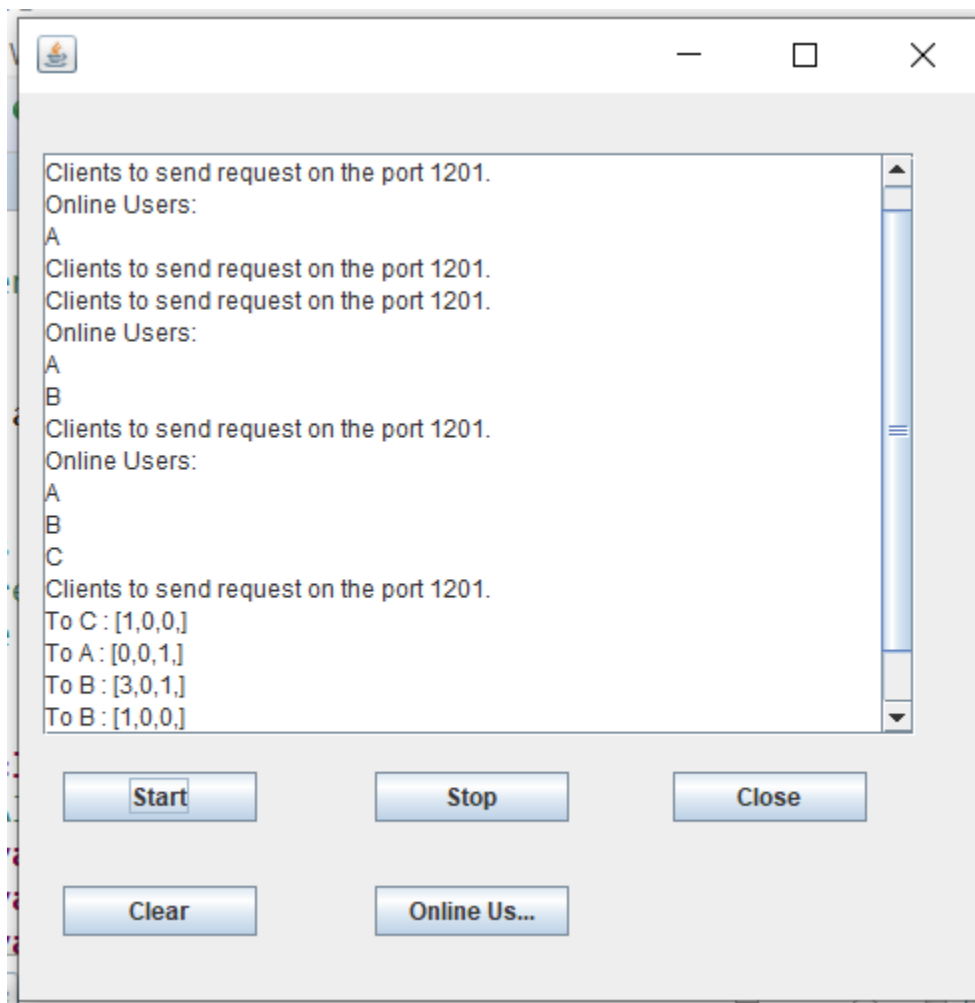 Clients to send request on the port 1201.
Online Users:
A
Clients to send request on the port 1201.
Clients to send request on the port 1201.
Online Users:
A
B
Clients to send request on the port 1201.
Online Users:
A
B
C
Clients to send request on the port 1201.
To C : [1,0,0,]
To A : [0,0,1,]
To B : [3,0,1,]
To B : [1,0,0,]
Start
Stop
Close
Clear
Online Us...